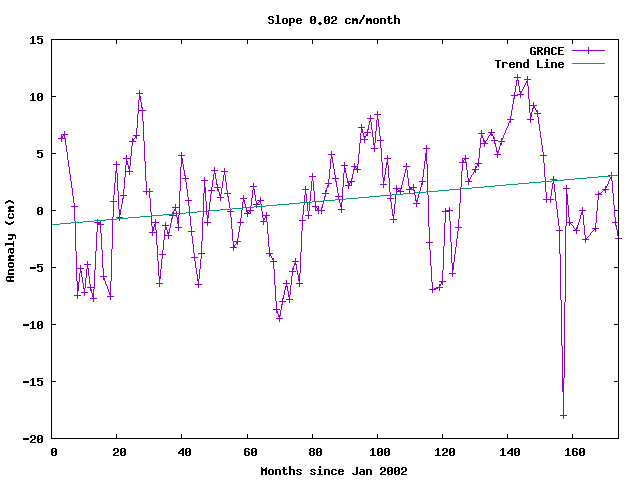 Slope 0.02 cm/month
GRACE
Trend Line
15
10
5
0
-5
-10
-15
-20
Anomaly (cm)
0 20 40 60 80 100 120 140 160
Months since Jan 2002